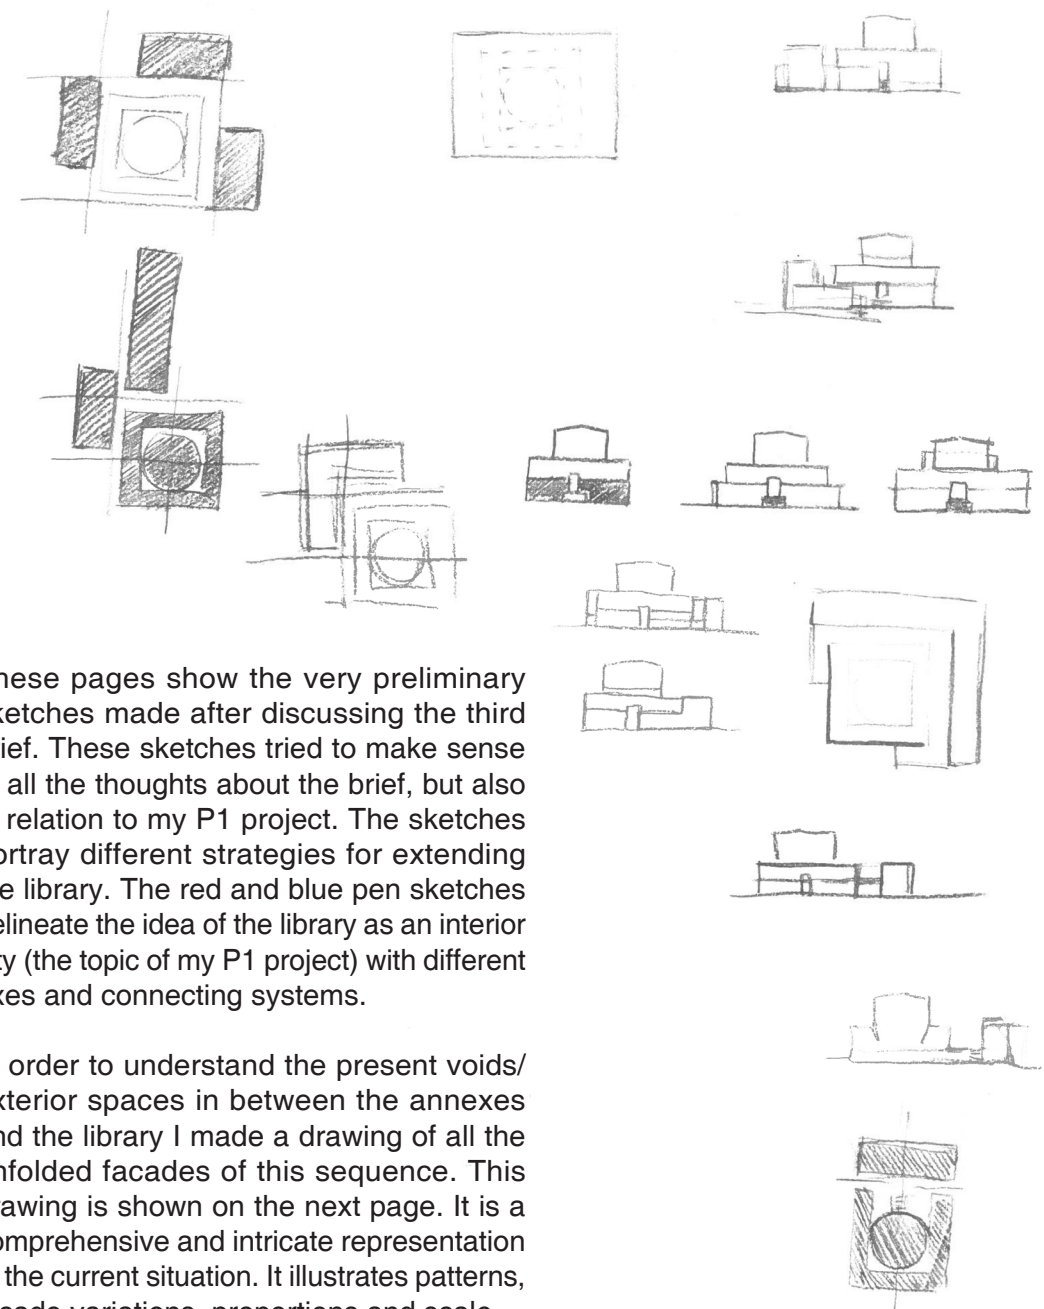 hese pages show the very preliminary
ketches made after discussing the third
ief. These sketches tried to make sense
all the thoughts about the brief, but also
relation to my P1 project. The sketches
ortray different strategies for extending
e library. The red and blue pen sketches
elineate the idea of the library as an interior
ty (the topic of my P1 project) with different
xes and connecting systems.
order to understand the present voids/
xterior spaces in between the annexes
nd the library I made a drawing of all the
nfolded facades of this sequence. This
rawing is shown on the next page. It is a
omprehensive and intricate representation
the current situation. It illustrates patterns,
cade variations, proportions and scale